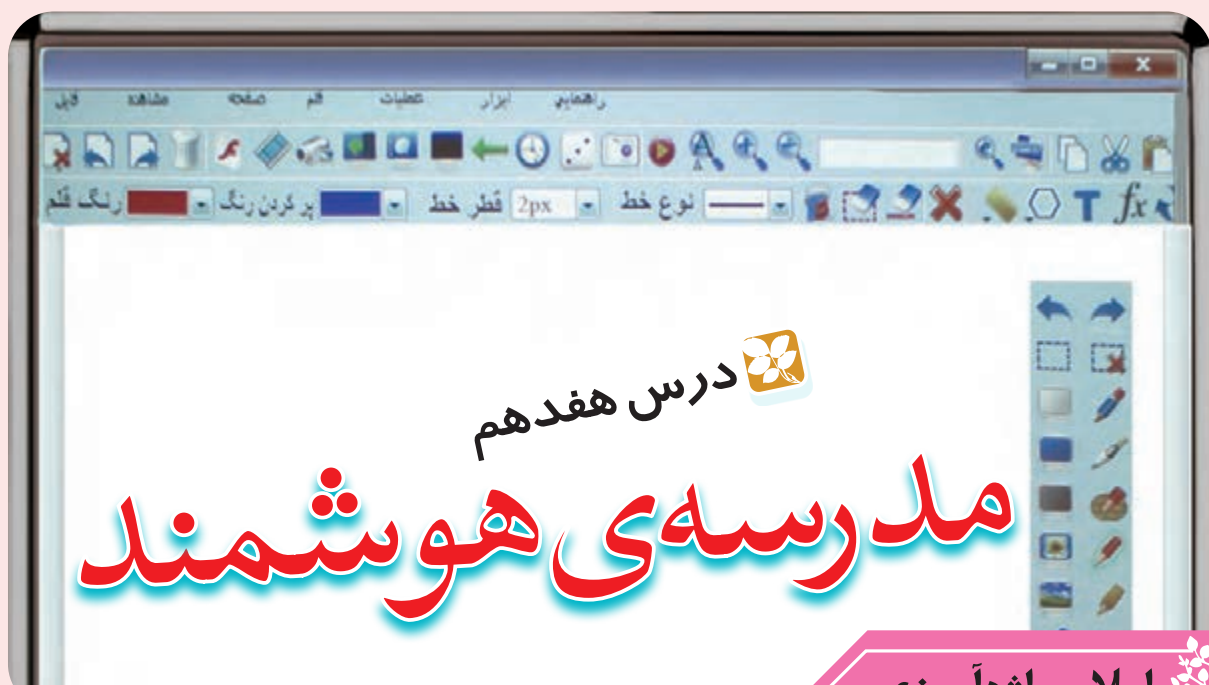 فایل مشاهده صفحه قلم عملیات ابزار راهنمایی
رنگ قلم پر کردن رنگ قطر خط 2px نوع خط T fx
درس هفدهم
مدرسه‌ی هوشمند